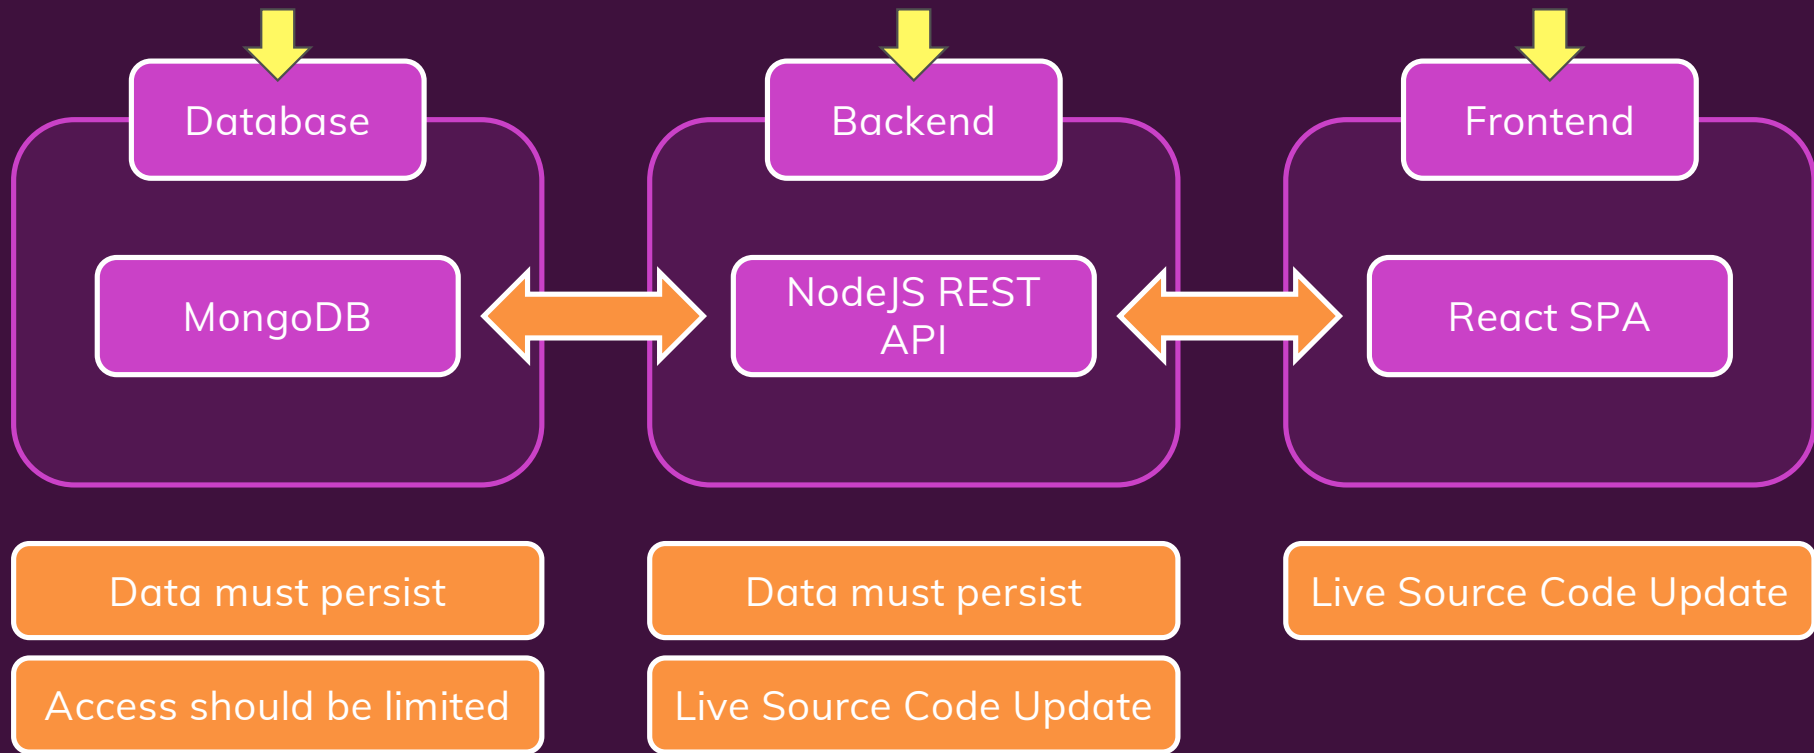 Database
Backend
Frontend
MongoDB
NodeJS REST
API
React SPA
Data must persist
Data must persist
Live Source Code Update
Access should be limited
Live Source Code Update